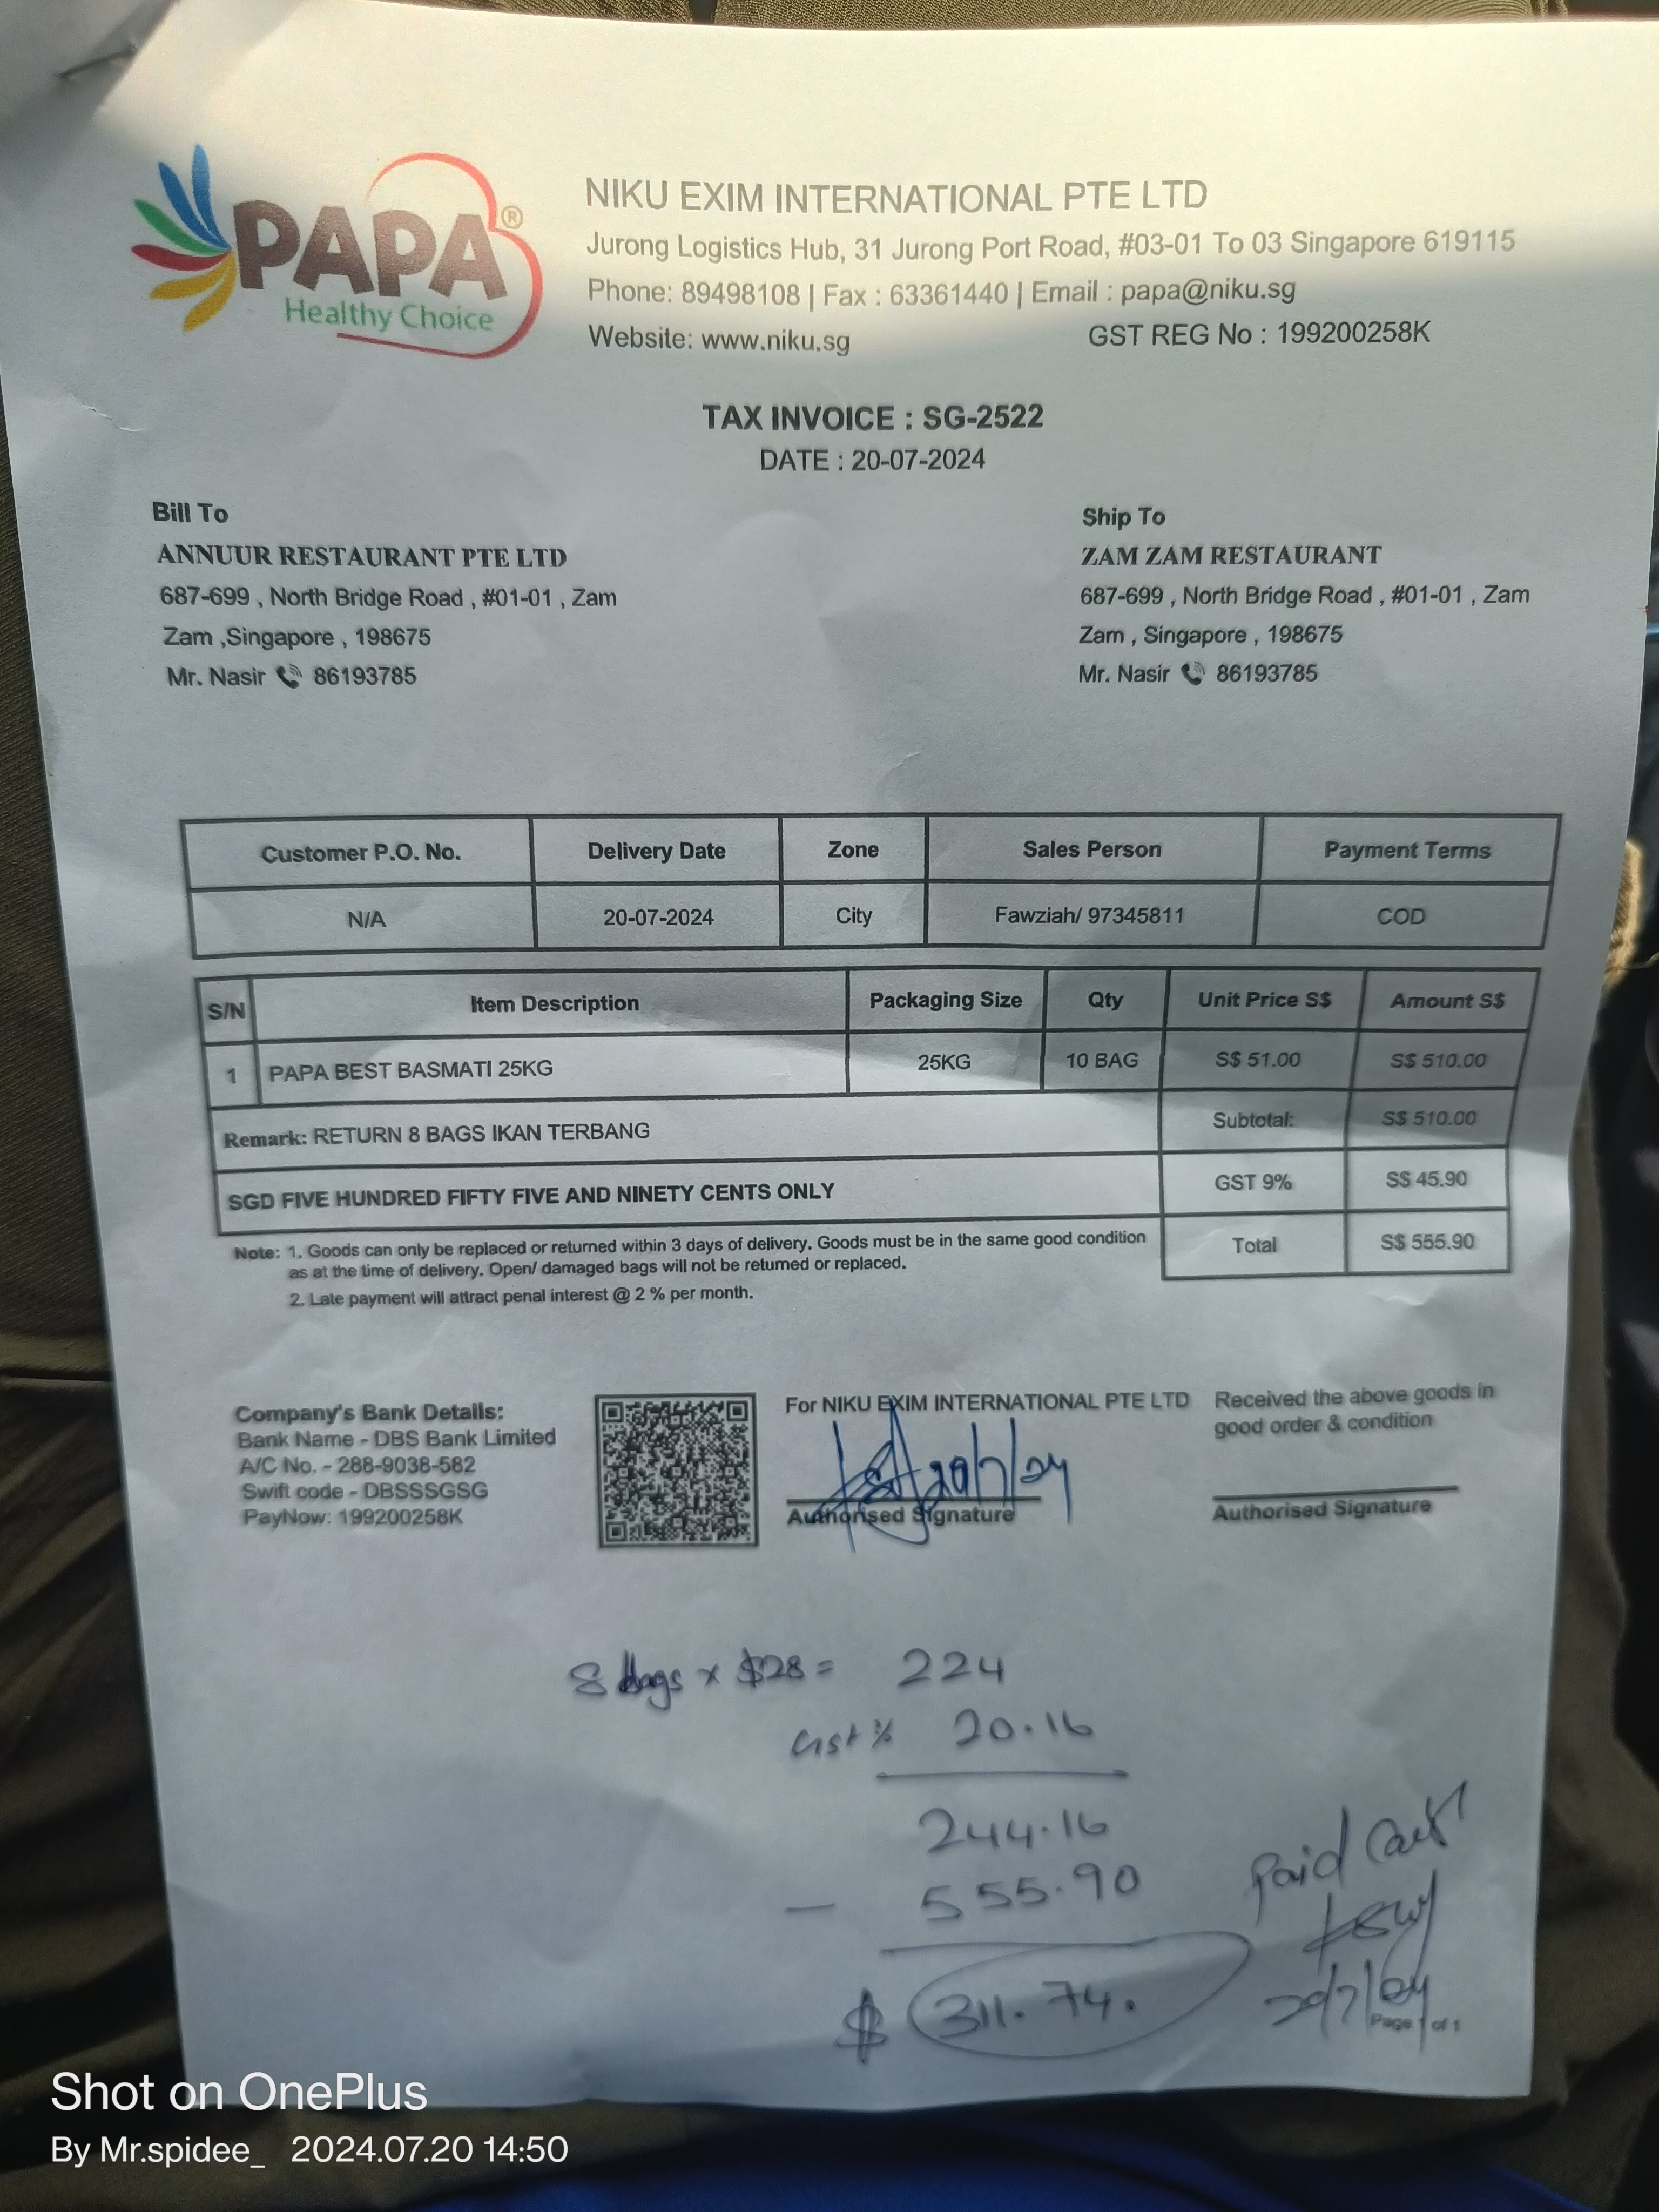 PAPA®
Healthy Choice
NIKU EXIM INTERNATIONAL PTE LTD
Jurong Logistics Hub, 31 Jurong Port Road, #03-01 To 03 Singapore 619115
Phone: 89498108 | Fax : 63361440 | Email : papa@niku.sg
Website: www.niku.sg GST REG No : 199200258K
TAX INVOICE : SG-2522
DATE : 20-07-2024
Bill To
ANNUUR RESTAURANT PTE LTD
687-699 , North Bridge Road , #01-01 , Zam
Zam ,Singapore , 198675
Mr. Nasir 86193785
Ship To
ZAM ZAM RESTAURANT
687-699 , North Bridge Road , #01-01 , Zam
Zam , Singapore , 198675
Mr. Nasir 86193785
Customer P.O. No. Delivery Date Zone Sales Person Payment Terms
N/A 20-07-2024 City Fawziah/ 97345811 COD
S/N Item Description Packaging Size Qty Unit Price S$ Amount S$
1 PAPA BEST BASMATI 25KG 25KG 10 BAG S$ 51.00 S$ 510.00
Remark: RETURN 8 BAGS IKAN TERBANG Subtotal: S$ 510.00
SGD FIVE HUNDRED FIFTY FIVE AND NINETY CENTS ONLY GST 9% S$ 45.90
Total S$ 555.90
Note: 1. Goods can only be replaced or returned within 3 days of delivery. Goods must be in the same good condition
as at the time of delivery. Open/ damaged bags will not be returned or replaced.
2. Late payment will attract penal interest @ 2 % per month.
Company's Bank Details:
Bank Name - DBS Bank Limited
A/C No. - 288-9038-582
Swift code - DBSSSGSG
PayNow: 199200258K
For NIKU EXIM INTERNATIONAL PTE LTD
20/7/24
Authorised Signature
Received the above goods in
good order & condition
Authorised Signature
8 bags x $28 = 224
Gst % 20.16
244.16
- 555.90
$ 311.74.
Paid
20/7/24
Page 1 of 1
Shot on OnePlus
By Mr.spidee_ 2024.07.20 14:50